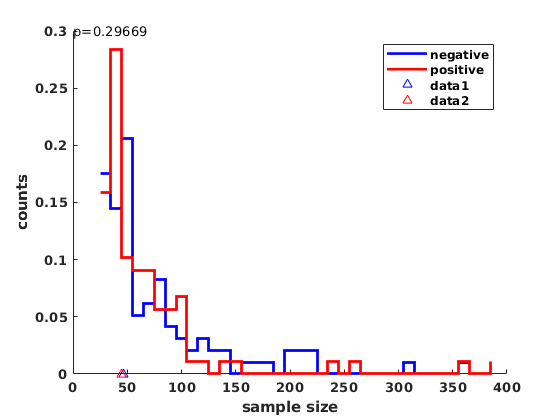 p=0.29669
0.3
0.25
0.2
0.15
0.1
0.05
0
counts
0 50 100 150 200 250 300 350 400
sample size
negative
positive
data1
data2